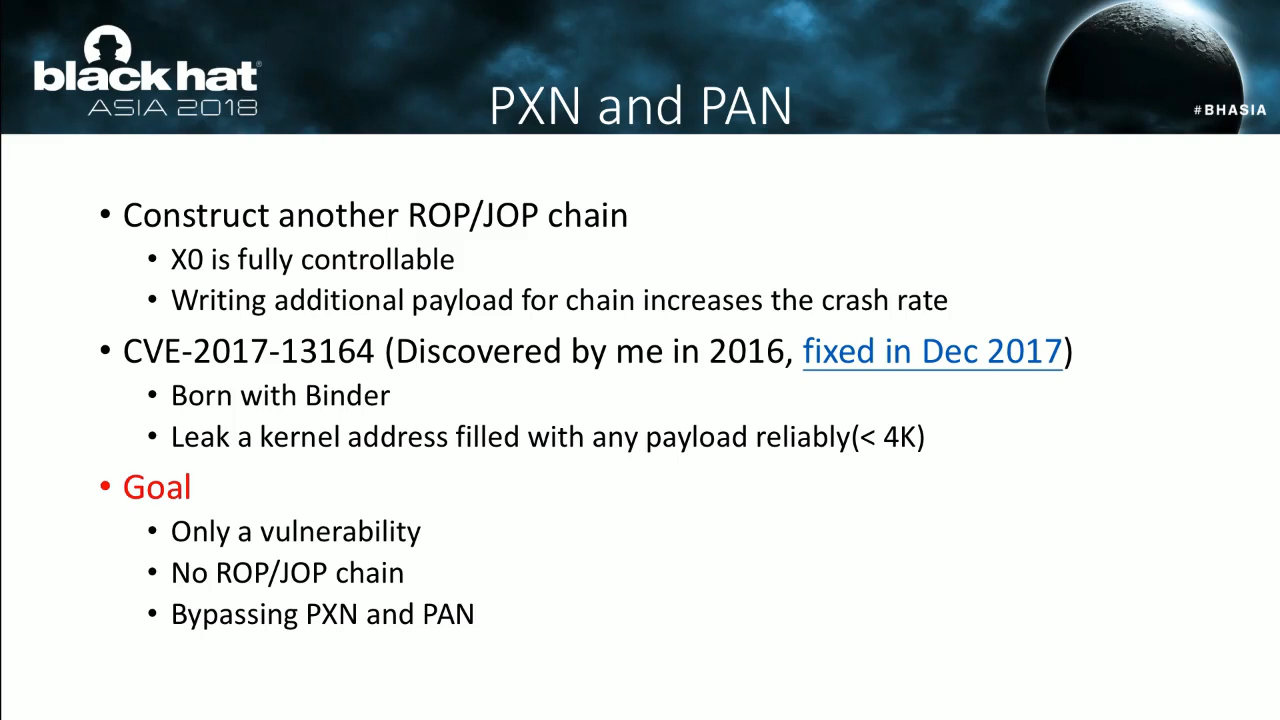 black hat®
ASIA 2018
PXN and PAN
#BHASIA
• Construct another ROP/JOP chain
• X0 is fully controllable
• Writing additional payload for chain increases the crash rate
• CVE-2017-13164 (Discovered by me in 2016, fixed in Dec 2017)
• Born with Binder
• Leak a kernel address filled with any payload reliably(< 4K)
• Goal
• Only a vulnerability
• No ROP/JOP chain
• Bypassing PXN and PAN